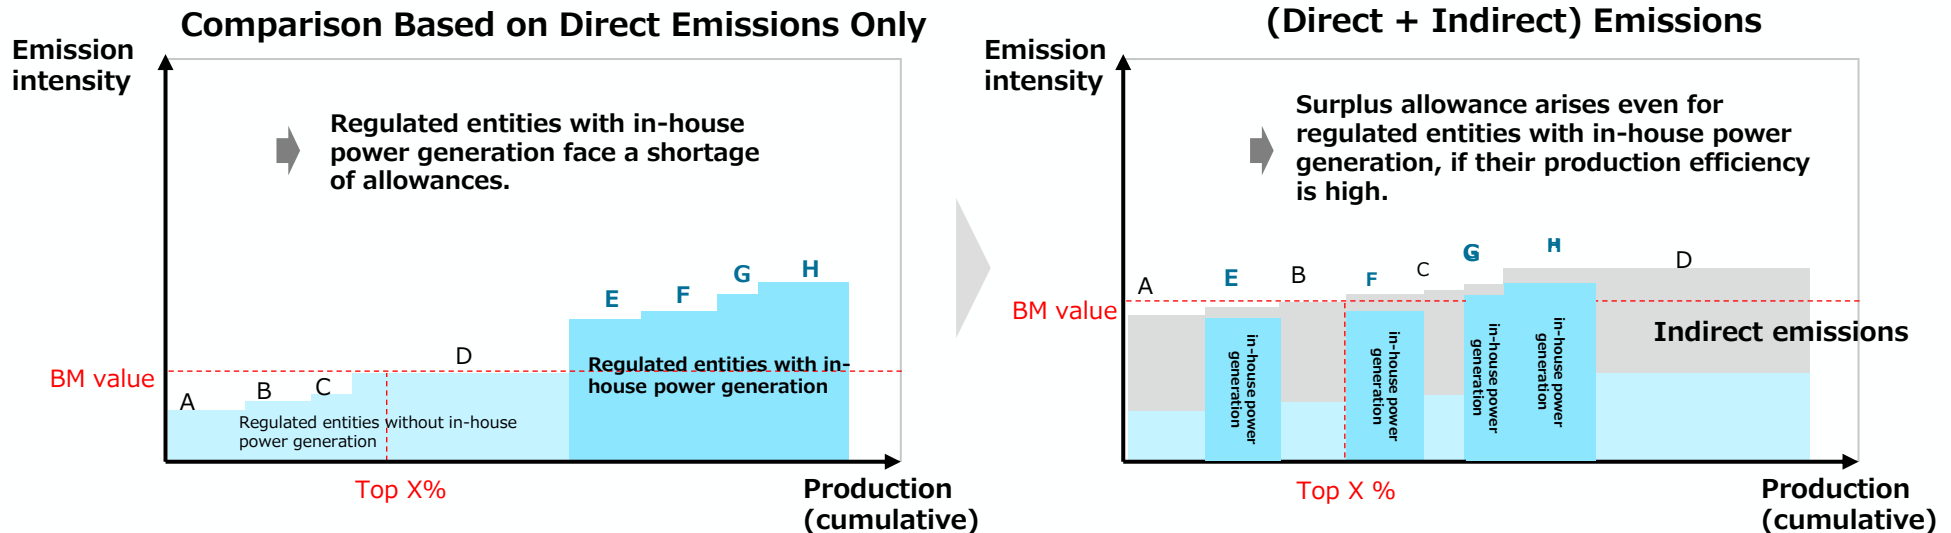 Comparison Based on Direct Emissions Only
Emission
intensity
Regulated entities with in-house
power generation face a shortage
of allowances.
E
F
G
H
D
BM value
A
B
C
Regulated entities with in-
house power generation
Regulated entities without in-house
power generation
Top X%
Production
(cumulative)
(Direct + Indirect) Emissions
Emission
intensity
Surplus allowance arises even for
regulated entities with in-house power
generation, if their production efficiency
is high.
A
E
B
F
C
G
H
D
BM value
Indirect emissions
in-house power
generation
in-house power
generation
in-house power
generation
in-house power
generation
Top X %
Production
(cumulative)